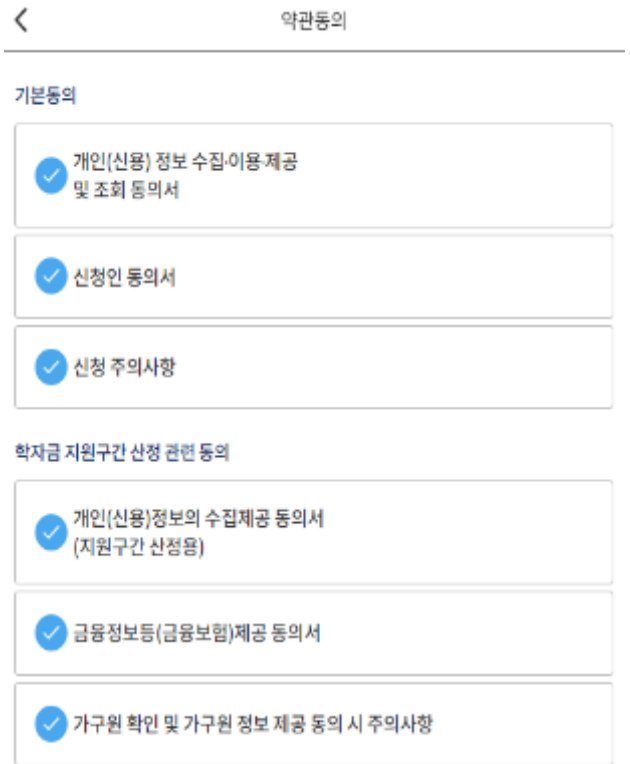 약관동의
기본동의
개인(신용) 정보 수집·이용·제공
및 조회 동의서
신청인 동의서
신청 주의사항
학자금 지원구간 산정 관련 동의
개인(신용)정보의 수집제공 동의서
(지원구간 산정용)
금융정보등(금융보험)제공 동의서
가구원 확인 및 가구원 정보 제공 동의 시 주의사항